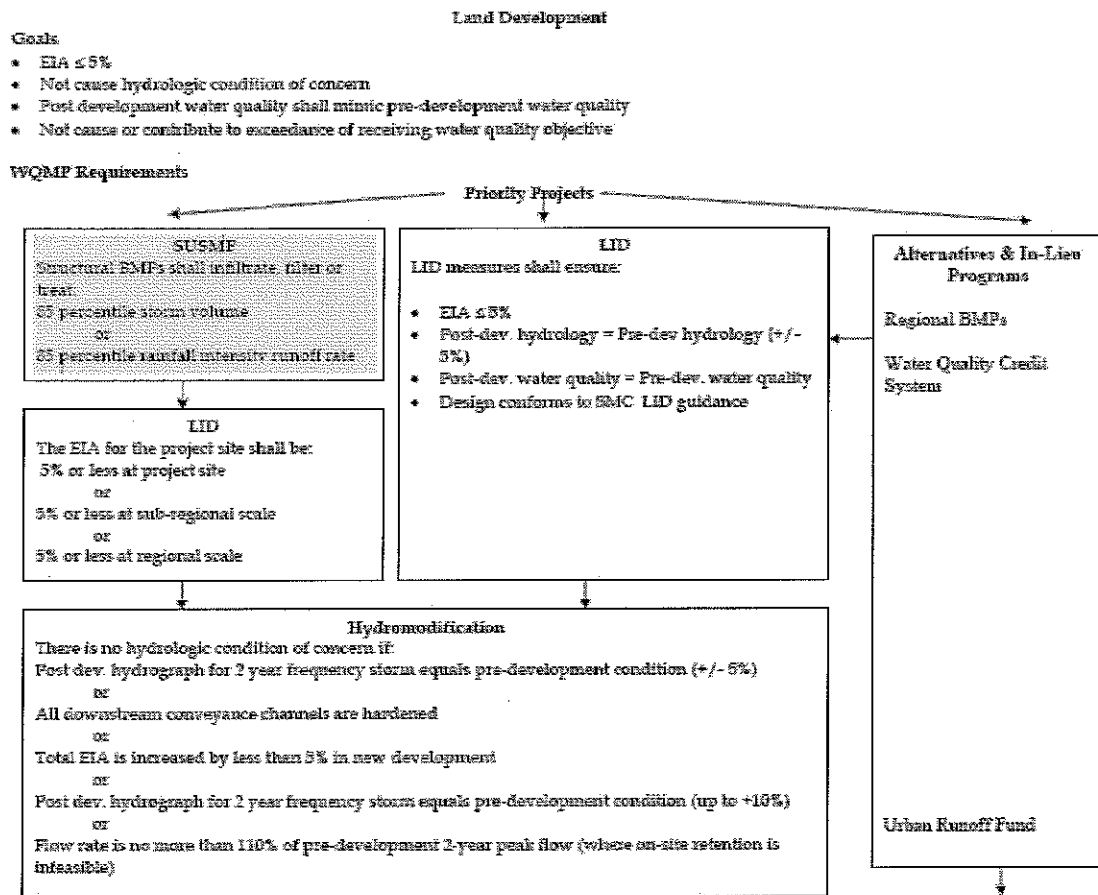 Land Development
Goals
• EIA ≤ 5%
• Not cause hydrologic condition of concern
• Post development water quality shall mimic pre-development water quality
• Not cause or contribute to exceedance of receiving water quality objective
WQMP Requirements
Priority Projects
SUSMP
Structural BMPs shall infiltrate, filter or
treat
85 percentile storm volume
or
85 percentile rainfall intensity runoff rate
LID
The EIA for the project site shall be:
5% or less at project site
or
5% or less at sub-regional scale
or
5% or less at regional scale
LID
LID measures shall ensure:
• EIA ≤ 5%
• Post-dev. hydrology = Pre-dev hydrology (+/-
5%)
• Post-dev. water quality = Pre-dev. water quality
• Design conforms to SMC LID guidance
Alternatives & In-Lieu
Programs
Regional BMPs
Water Quality Credit
System
Urban Runoff Fund
Hydromodification
There is no hydrologic condition of concern if:
Post dev. hydrograph for 2 year frequency storm equals pre-development condition (+/- 5%)
or
All downstream conveyance channels are hardened
or
Total EIA is increased by less than 5% in new development
or
Post dev. hydrograph for 2 year frequency storm equals pre-development condition (up to +10%)
or
Flow rate is no more than 110% of pre-development 2-year peak flow (where on-site retention is
infeasible)